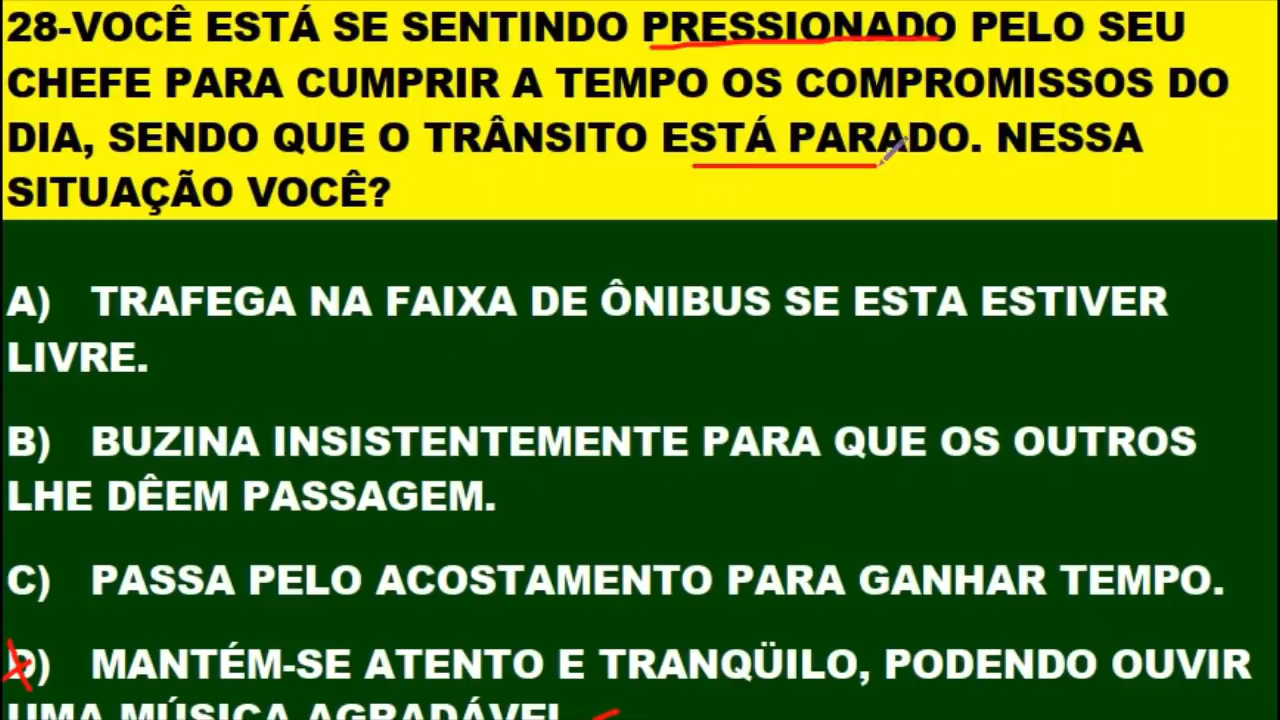 28-VOCÊ ESTÁ SE SENTINDO PRESSIONADO PELO SEU
CHEFE PARA CUMPRIR A TEMPO OS COMPROMISSOS DO
DIA, SENDO QUE O TRÂNSITO ESTÁ PARADO. NESSA
SITUAÇÃO VOCÊ?
A) TRAFEGA NA FAIXA DE ÔNIBUS SE ESTA ESTIVER
LIVRE.
B) BUZINA INSISTENTEMENTE PARA QUE OS OUTROS
LHE DÊEM PASSAGEM.
C) PASSA PELO ACOSTAMENTO PARA GANHAR TEMPO.
D) MANTÉM-SE ATENTO E TRANQÜILO, PODENDO OUVIR
UMA MÚSICA AGRADÁVEL